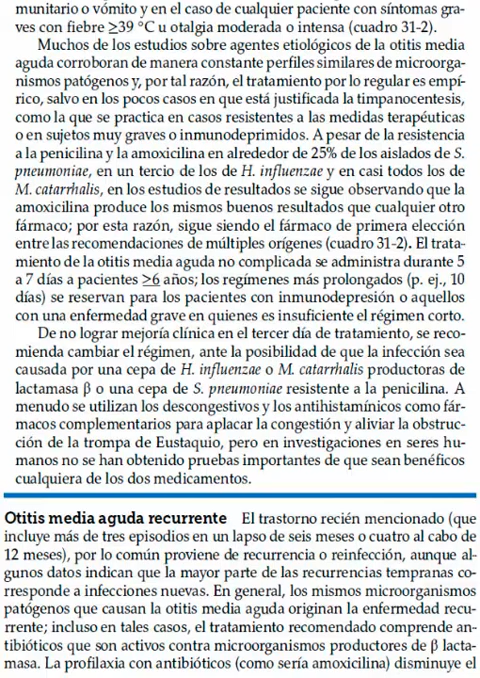 munitario o vómito y en el caso de cualquier paciente con síntomas gra-
ves con fiebre ≥39 °C u otalgia moderada o intensa (cuadro 31-2).
Muchos de los estudios sobre agentes etiológicos de la otitis media
aguda corroboran de manera constante perfiles similares de microorga-
nismos patógenos y, por tal razón, el tratamiento por lo regular es empí-
rico, salvo en los pocos casos en que está justificada la timpanocentesis,
como la que se practica en casos resistentes a las medidas terapéuticas
o en sujetos muy graves o inmunodeprimidos. A pesar de la resistencia
a la penicilina y la amoxicilina en alrededor de 25% de los aislados de S.
pneumoniae, en un tercio de los de H. influenzae y en casi todos los de
M. catarrhalis, en los estudios de resultados se sigue observando que la
amoxicilina produce los mismos buenos resultados que cualquier otro
fármaco; por esta razón, sigue siendo el fármaco de primera elección
entre las recomendaciones de múltiples orígenes (cuadro 31-2). El trata-
miento de la otitis media aguda no complicada se administra durante 5
a 7 días a pacientes ≥6 años; los regímenes más prolongados (p. ej., 10
días) se reservan para los pacientes con inmunodepresión o aquellos
con una enfermedad grave en quienes es insuficiente el régimen corto.
De no lograr mejoría clínica en el tercer día de tratamiento, se reco-
mienda cambiar el régimen, ante la posibilidad de que la infección sea
causada por una cepa de H. influenzae o M. catarrhalis productoras de
lactamasa β o una cepa de S. pneumoniae resistente a la penicilina. A
menudo se utilizan los descongestivos y los antihistamínicos como fár-
macos complementarios para aplacar la congestión y aliviar la obstruc-
ción de la trompa de Eustaquio, pero en investigaciones en seres hu-
manos no se han obtenido pruebas importantes de que sean benéficos
cualquiera de los dos medicamentos.
Otitis media aguda recurrente El trastorno recién mencionado (que
incluye más de tres episodios en un lapso de seis meses o cuatro al cabo de
12 meses), por lo común proviene de recurrencia o reinfección, aunque al-
gunos datos indican que la mayor parte de las recurrencias tempranas co-
rresponde a infecciones nuevas. En general, los mismos microorganismos
patógenos que causan la otitis media aguda originan la enfermedad recu-
rrente; incluso en tales casos, el tratamiento recomendado comprende an-
tibióticos que son activos contra microorganismos productores de β lacta-
masa. La profilaxia con antibióticos (como sería amoxicilina) disminuye el